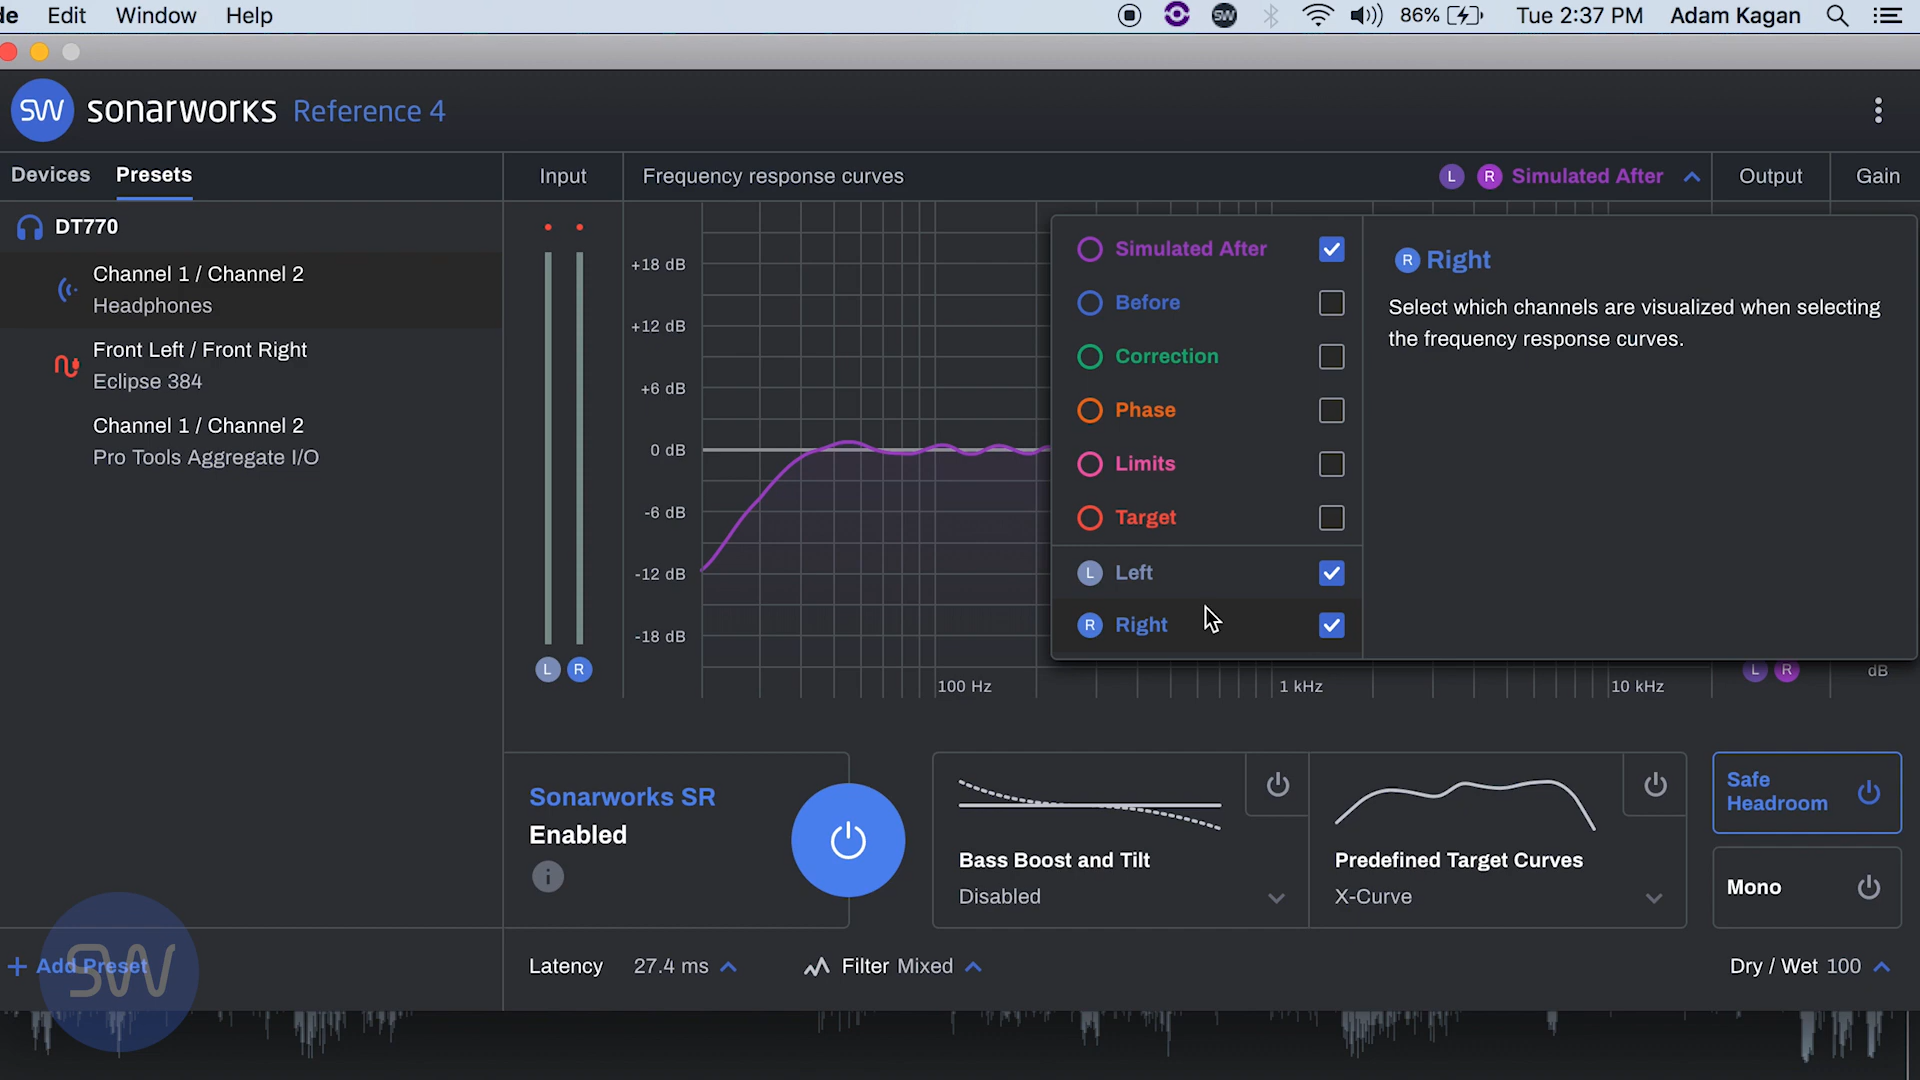 de Edit Window Help SW 86% Tue 2:37 PM Adam Kagan
SW sonarworks Reference 4
Devices Presets Input Frequency response curves L R Simulated After Output Gain
DT770
Channel 1 / Channel 2
Headphones
Front Left / Front Right
Eclipse 384
Channel 1 / Channel 2
Pro Tools Aggregate I/O
+18 dB
+12 dB
+6 dB
0 dB
-6 dB
-12 dB
-18 dB
L R
100 Hz 1 kHz 10 kHz
Simulated After
Before
Correction
Phase
Limits
Target
L Left
R Right
R Right
Select which channels are visualized when selecting
the frequency response curves.
L R dB
Sonarworks SR
Enabled
i
Bass Boost and Tilt
Disabled
Predefined Target Curves
X-Curve
Safe
Headroom
Mono
+ Add Preset
SW
Latency 27.4 ms Filter Mixed Dry / Wet 100